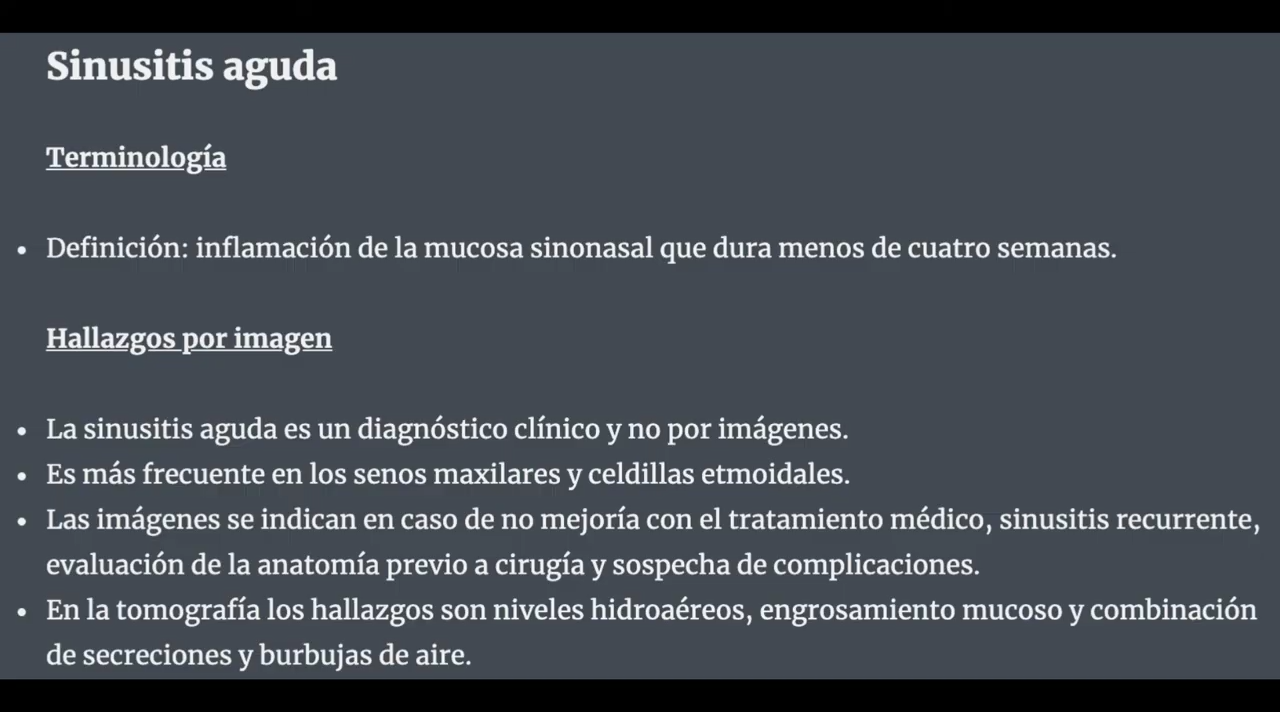 Sinusitis aguda
Terminología
• Definición: inflamación de la mucosa sinonasal que dura menos de cuatro semanas.
Hallazgos por imagen
• La sinusitis aguda es un diagnóstico clínico y no por imágenes.
• Es más frecuente en los senos maxilares y celdillas etmoidales.
• Las imágenes se indican en caso de no mejoría con el tratamiento médico, sinusitis recurrente,
evaluación de la anatomía previo a cirugía y sospecha de complicaciones.
• En la tomografía los hallazgos son niveles hidroaéreos, engrosamiento mucoso y combinación
de secreciones y burbujas de aire.